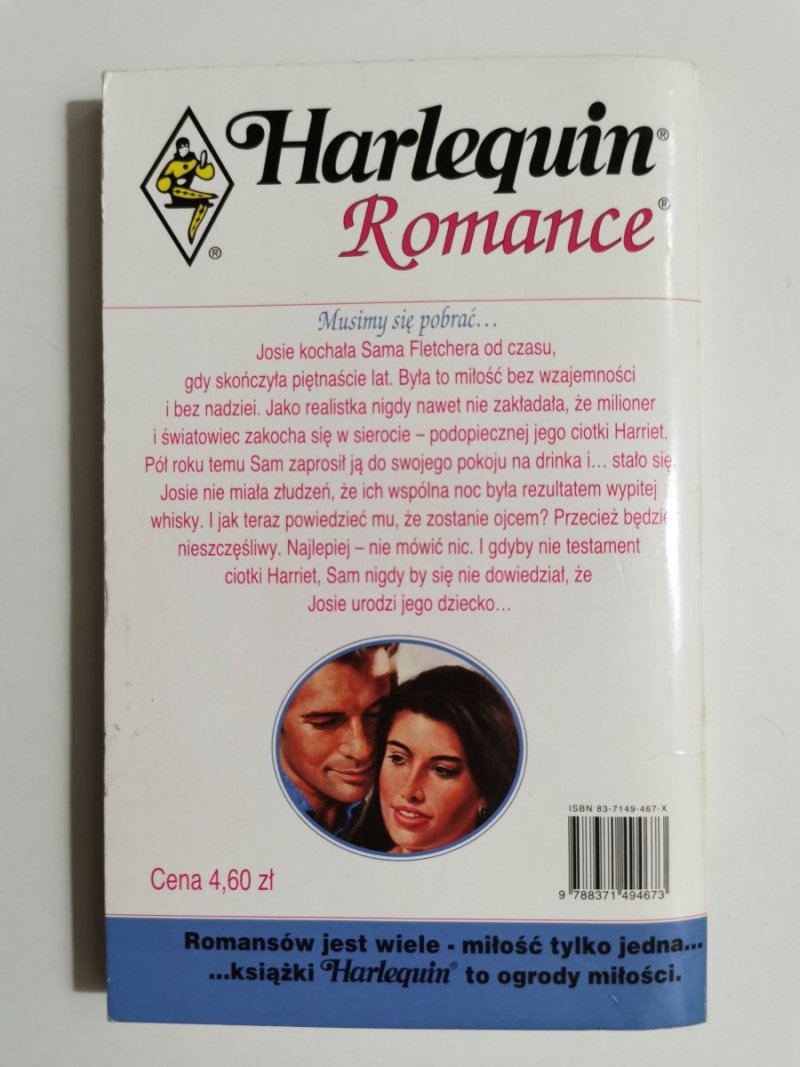 Harlequin®
Romance®
®
Musimy się pobrać...
Josie kochała Sama Fletchera od czasu,
gdy skończyła piętnaście lat. Była to miłość bez wzajemności
i bez nadziei. Jako realistka nigdy nawet nie zakładała, że milioner
i światowiec zakocha się w sierocie – podopiecznej jego ciotki Harriet.
Pół roku temu Sam zaprosił ją do swojego pokoju na drinka i... stało się.
Josie nie miała złudzeń, że ich wspólna noc była rezultatem wypitej
whisky. I jak teraz powiedzieć mu, że zostanie ojcem? Przecież będzie
nieszczęśliwy. Najlepiej – nie mówić nic. I gdyby nie testament
ciotki Harriet, Sam nigdy by się nie dowiedział, że
Josie urodzi jego dziecko...
ISBN 83-7149-467-X
9 788371 494673
Cena 4,60 zł
Romansów jest wiele - miłość tylko jedna...
...książki Harlequin® to ogrody miłości.